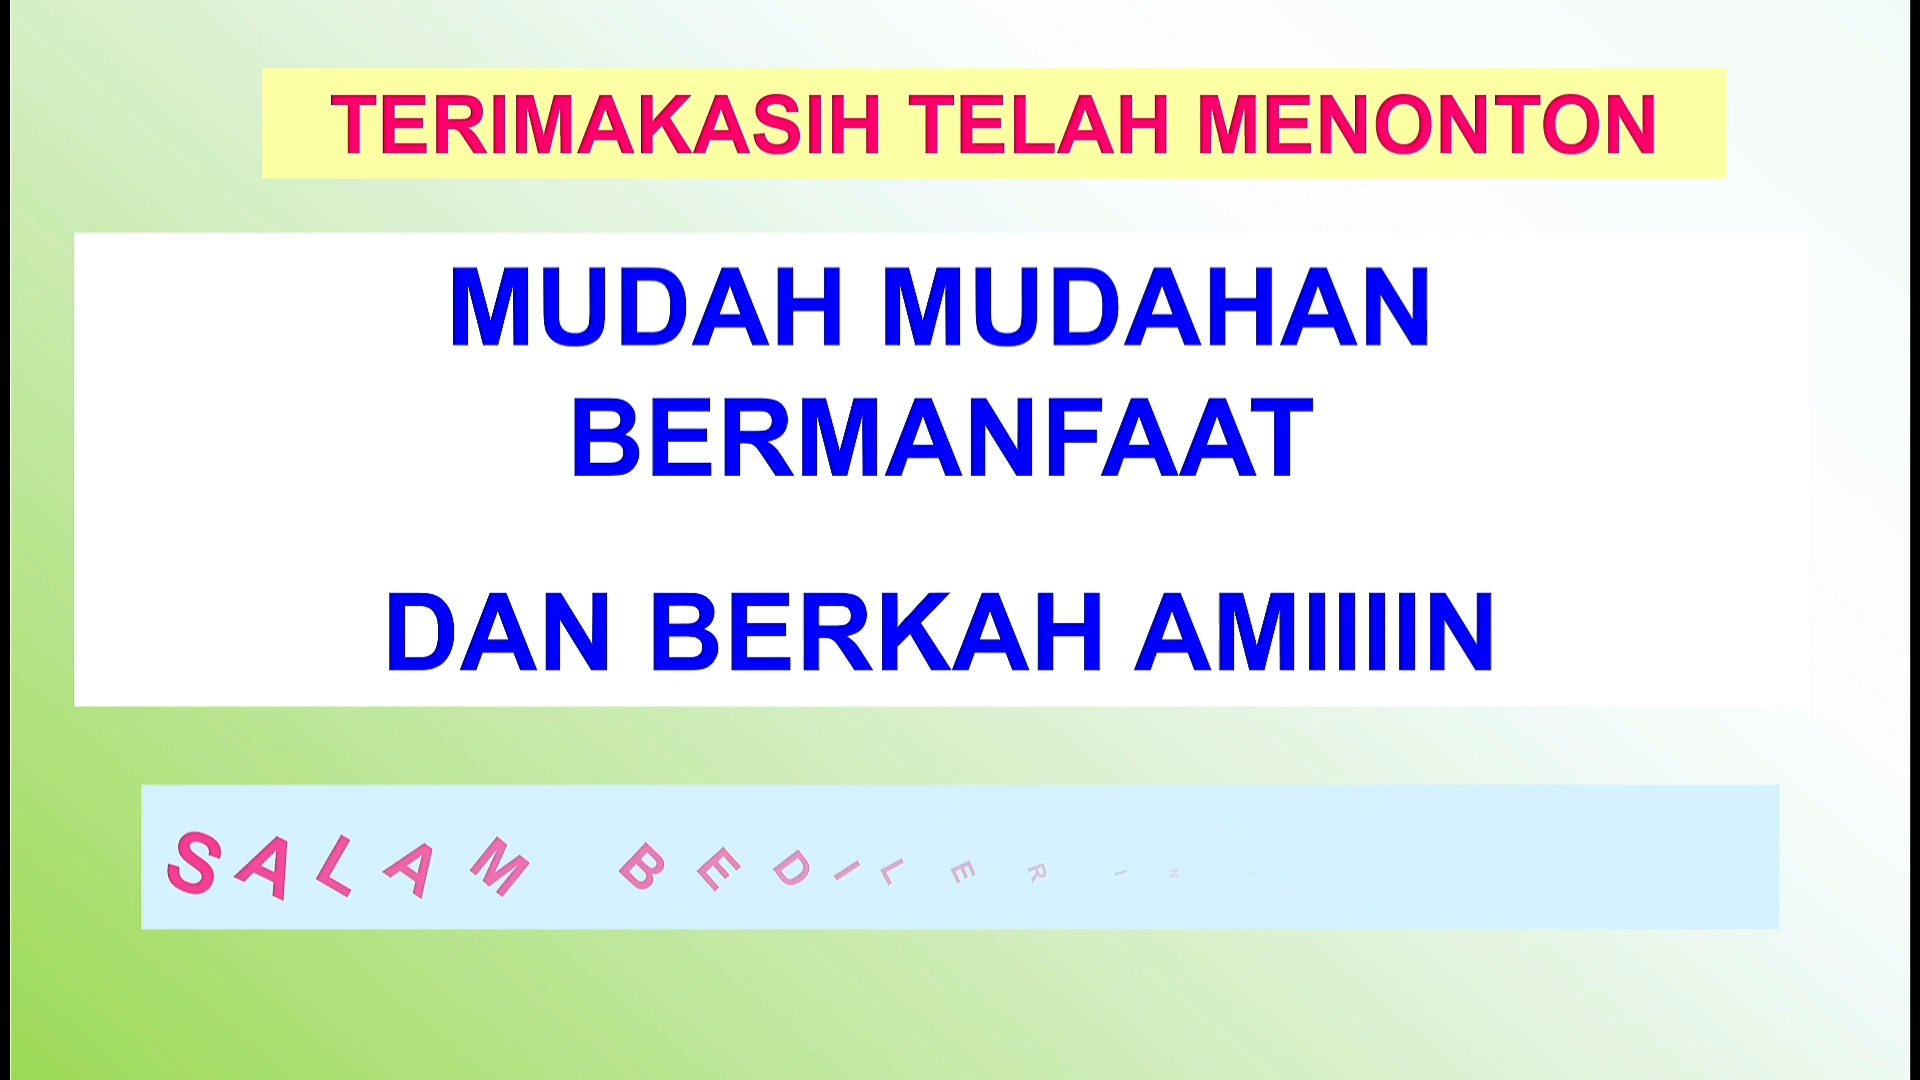 TERIMAKASIH TELAH MENONTON
MUDAH MUDAHAN
BERMANFAAT
DAN BERKAH AMIIIIN
SALAM